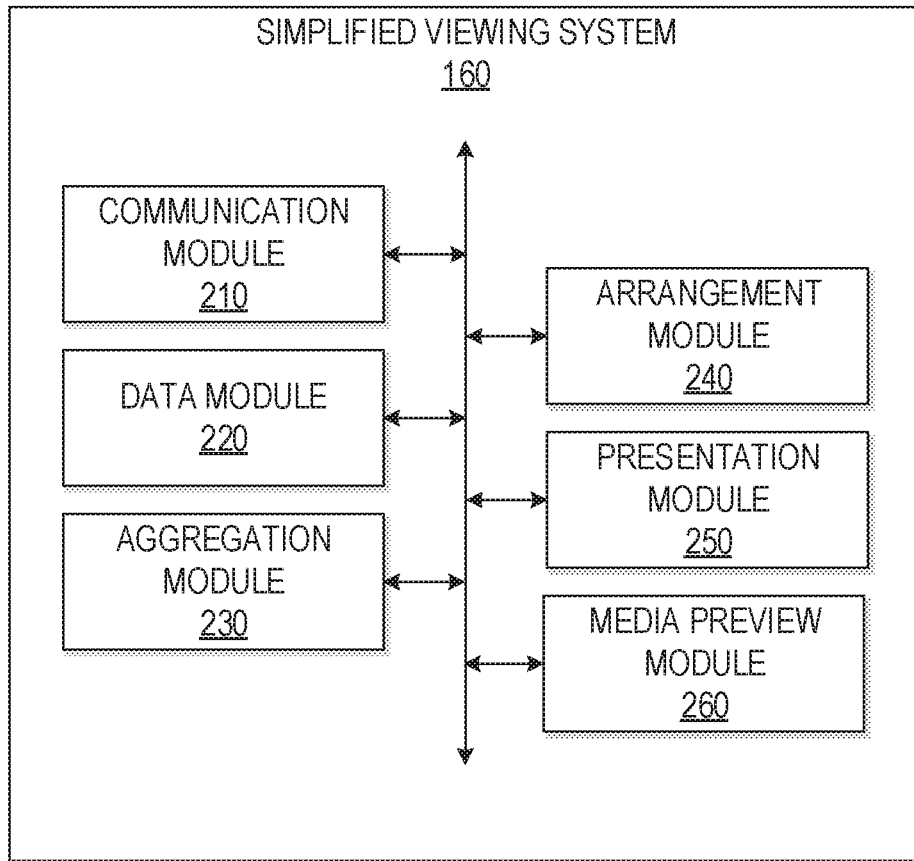 SIMPLIFIED VIEWING SYSTEM
160
COMMUNICATION
MODULE
210
DATA MODULE
220
AGGREGATION
MODULE
230
ARRANGEMENT
MODULE
240
PRESENTATION
MODULE
250
MEDIA PREVIEW
MODULE
260